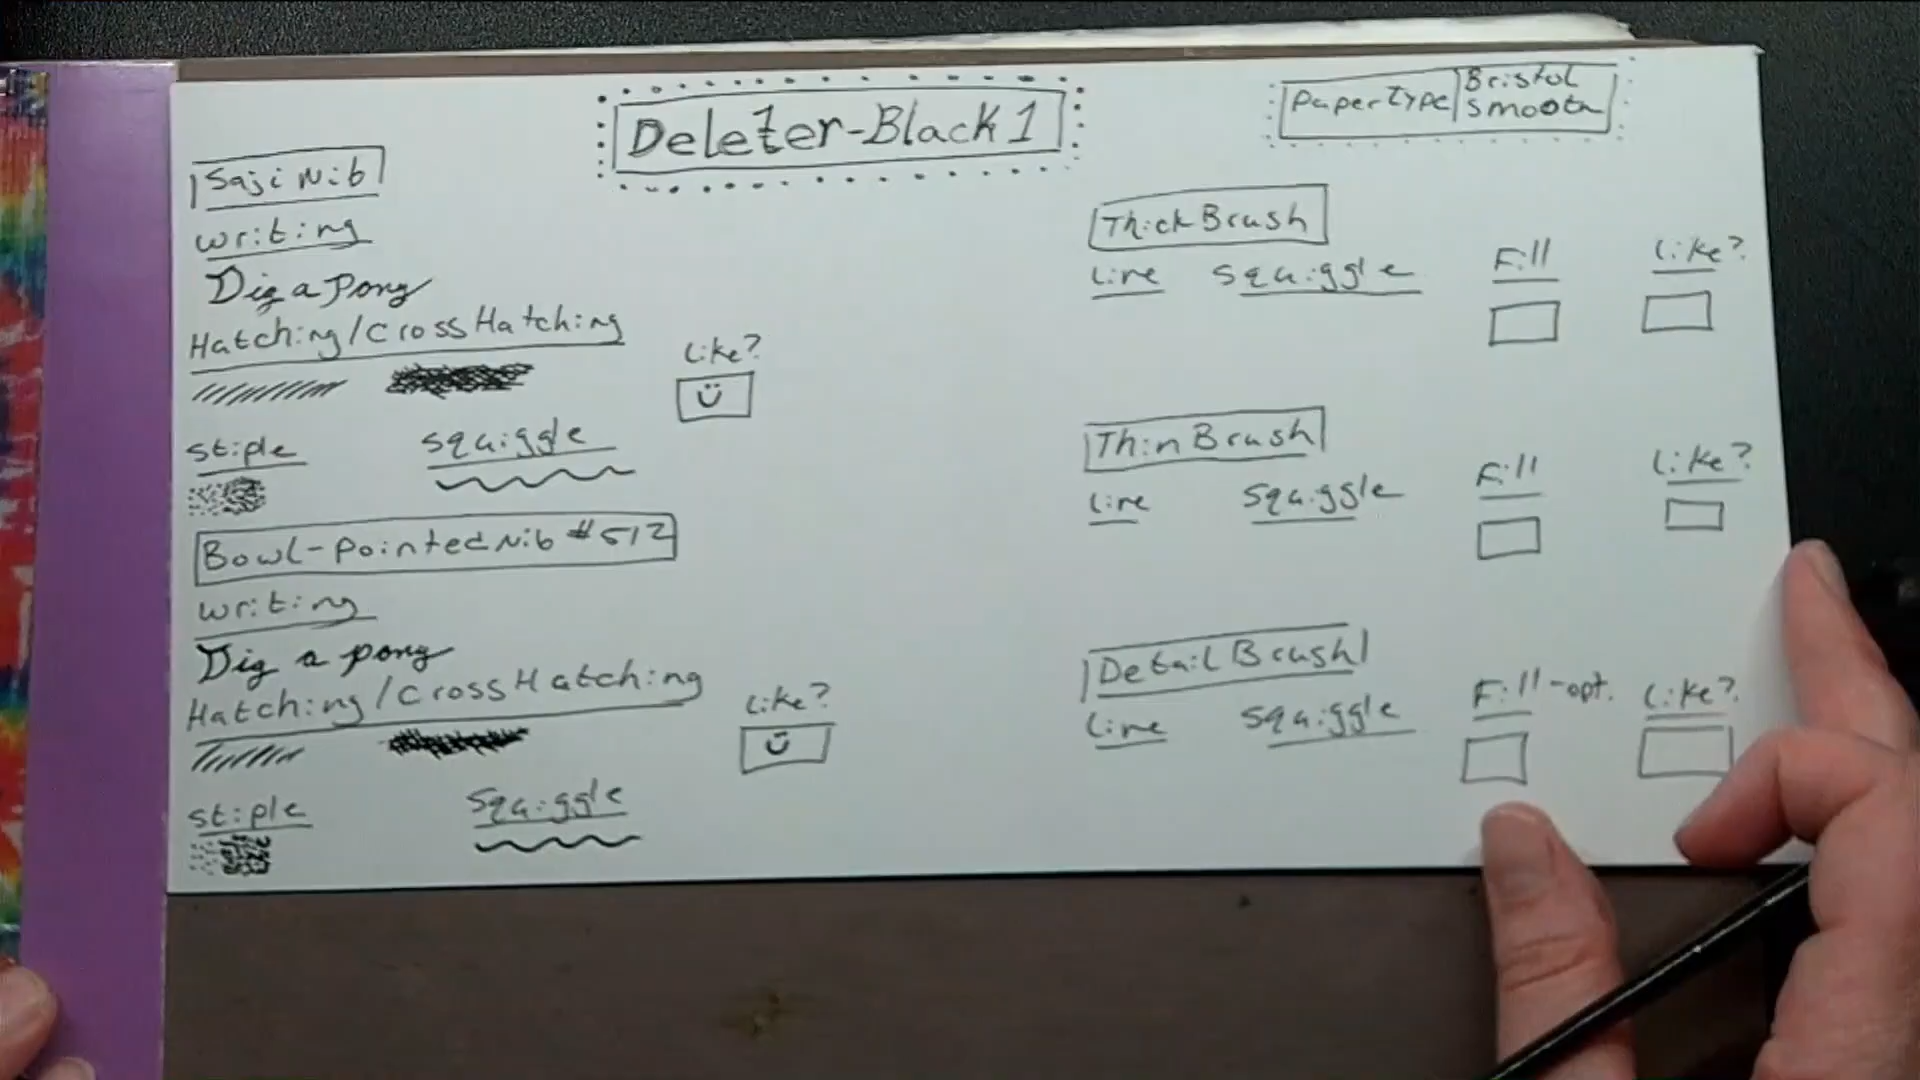 Deleter-Black 1
Paper Type Bristol
Smooth
Saji Nib
Writing
Dig a Pony
Hatching/Cross Hatching
Like?
Stiple Squiggle
Bowl-Pointed Nib #512
Writing
Dig a pony
Hatching/Cross Hatching
Like?
Stiple Squiggle
Thick Brush
Line Squiggle Fill Like?
Thin Brush
Line Squiggle Fill Like?
Detail Brush
Line Squiggle Fill-opt. Like?